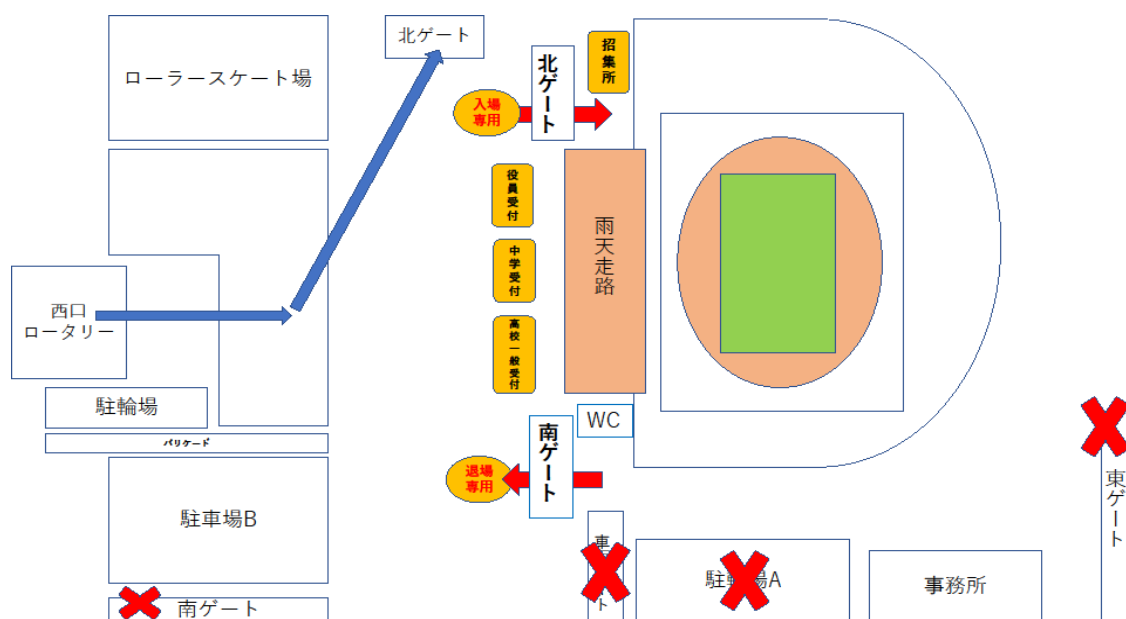 北ゲート
ローラースケート場
招集所
北ゲート
入場
専用
役員受付
中学受付
高校一般受付
雨天走路
西口
ロータリー
駐輪場
バリケード
WC
南ゲート
退場
専用
駐車場B
東ゲート
事務所
南ゲート